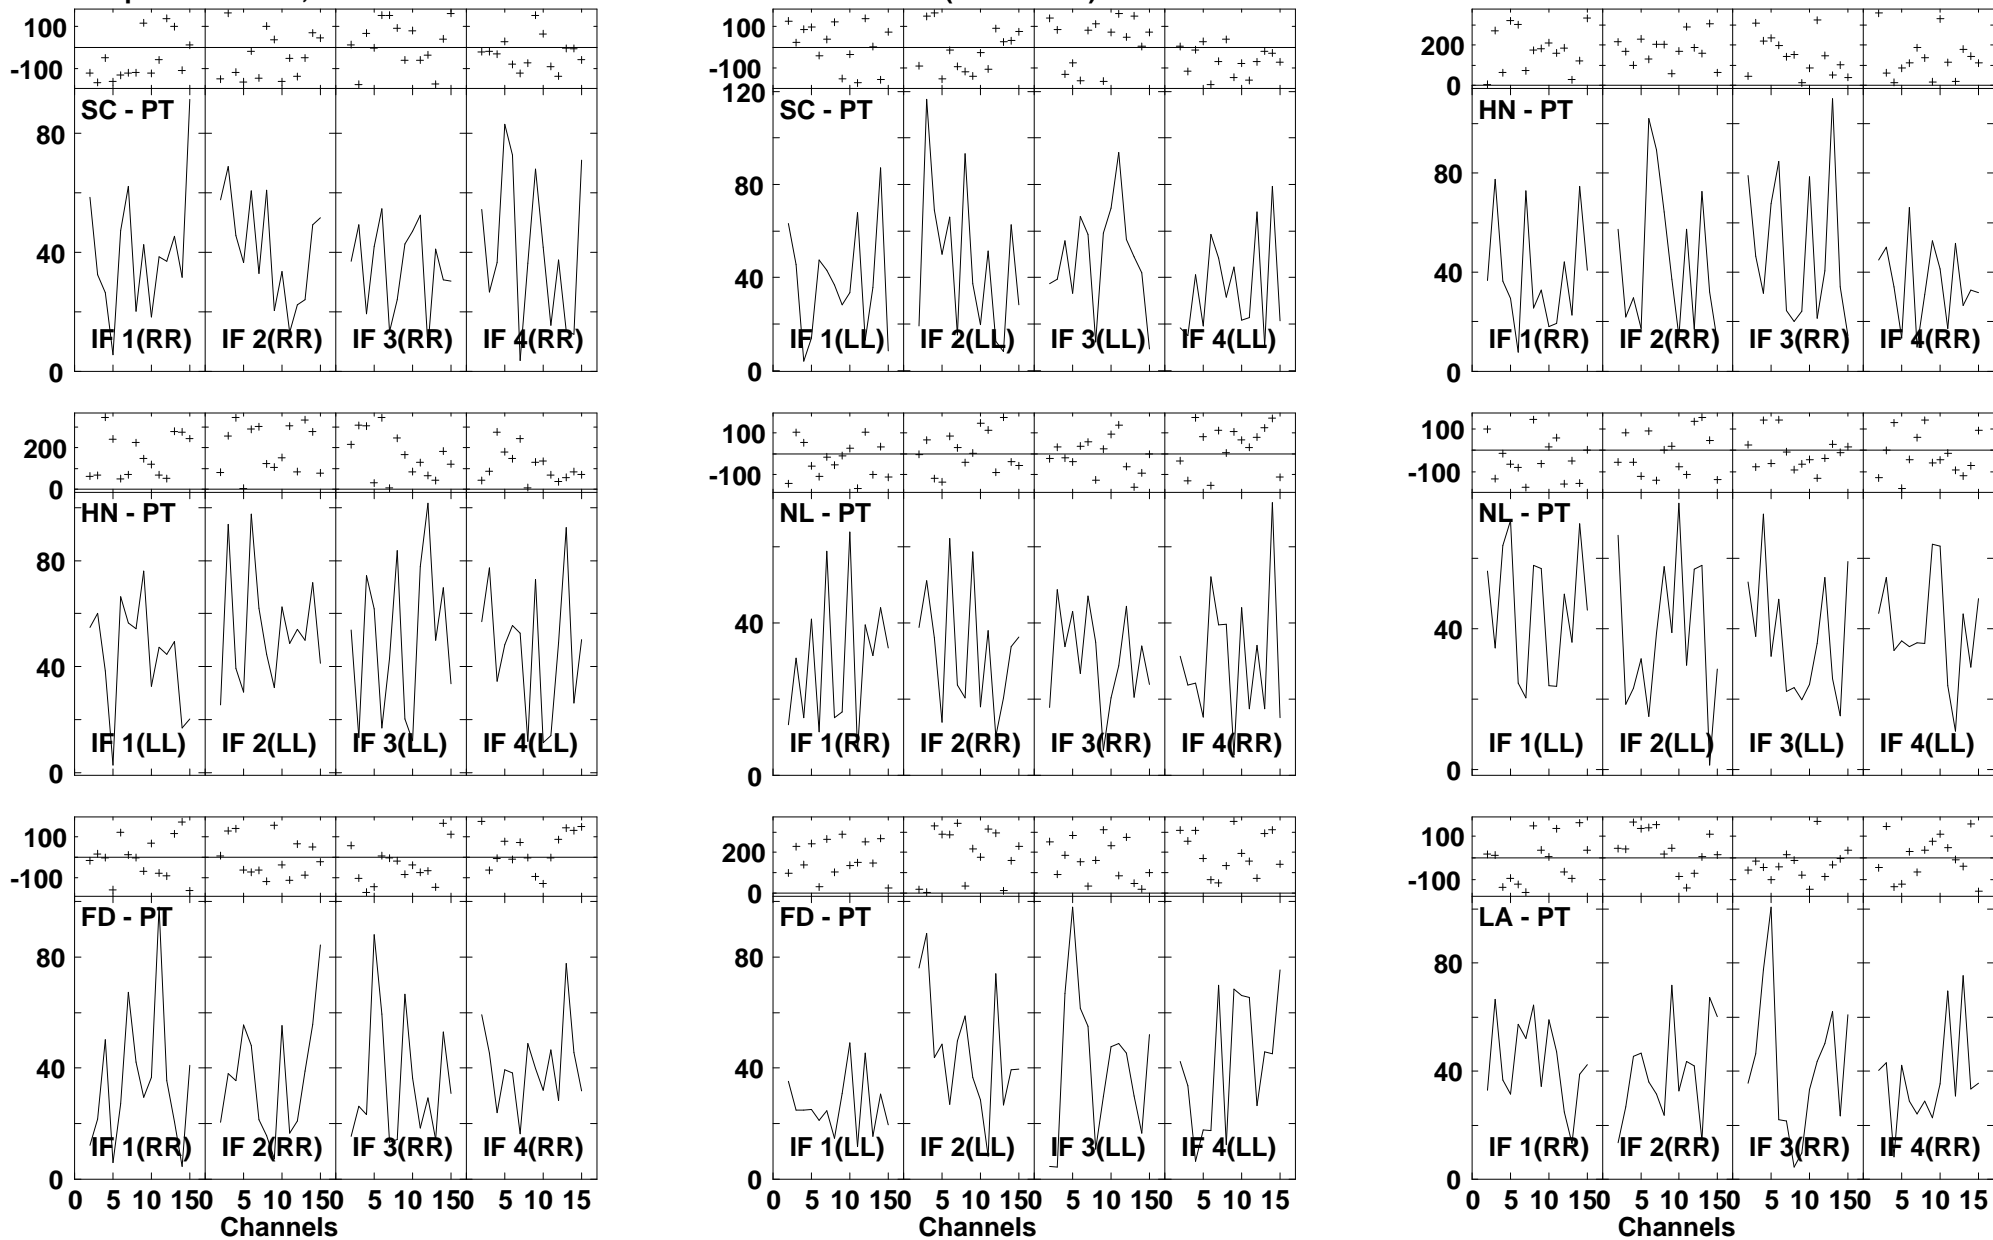 100
-100
SC - PT
80
40
0
IF 1(RR) IF 2(RR) IF 3(RR) IF 4(RR)
100
-100
120
SC - PT
80
40
0
IF 1(LL) IF 2(LL) IF 3(LL) IF 4(LL)
200
0
HN - PT
80
40
0
IF 1(RR) IF 2(RR) IF 3(RR) IF 4(RR)
200
0
HN - PT
80
40
0
IF 1(LL) IF 2(LL) IF 3(LL) IF 4(LL)
100
-100
NL - PT
40
0
IF 1(RR) IF 2(RR) IF 3(RR) IF 4(RR)
100
-100
NL - PT
40
0
IF 1(LL) IF 2(LL) IF 3(LL) IF 4(LL)
100
-100
FD - PT
80
40
0
IF 1(RR) IF 2(RR) IF 3(RR) IF 4(RR)
0 5 10 150 5 10 150 5 10 150 5 10 15
Channels
200
0
FD - PT
80
40
0
IF 1(LL) IF 2(LL) IF 3(LL) IF 4(LL)
0 5 10 150 5 10 150 5 10 150 5 10 15
Channels
100
-100
LA - PT
80
40
0
IF 1(RR) IF 2(RR) IF 3(RR) IF 4(RR)
0 5 10 150 5 10 150 5 10 150 5 10 15
Channels